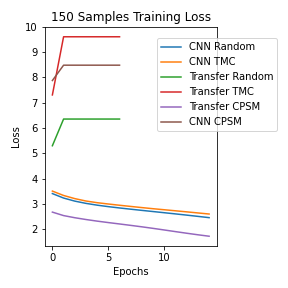 150 Samples Training Loss
10
9
8
7
6
5
4
3
2
Loss
0
5
10
Epochs
CNN Random
CNN TMC
Transfer Random
Transfer TMC
Transfer CPSM
CNN CPSM